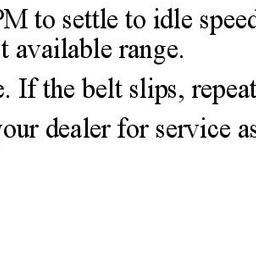 PM to settle to idle speed
t available range.
e. If the belt slips, repeat
your dealer for service as